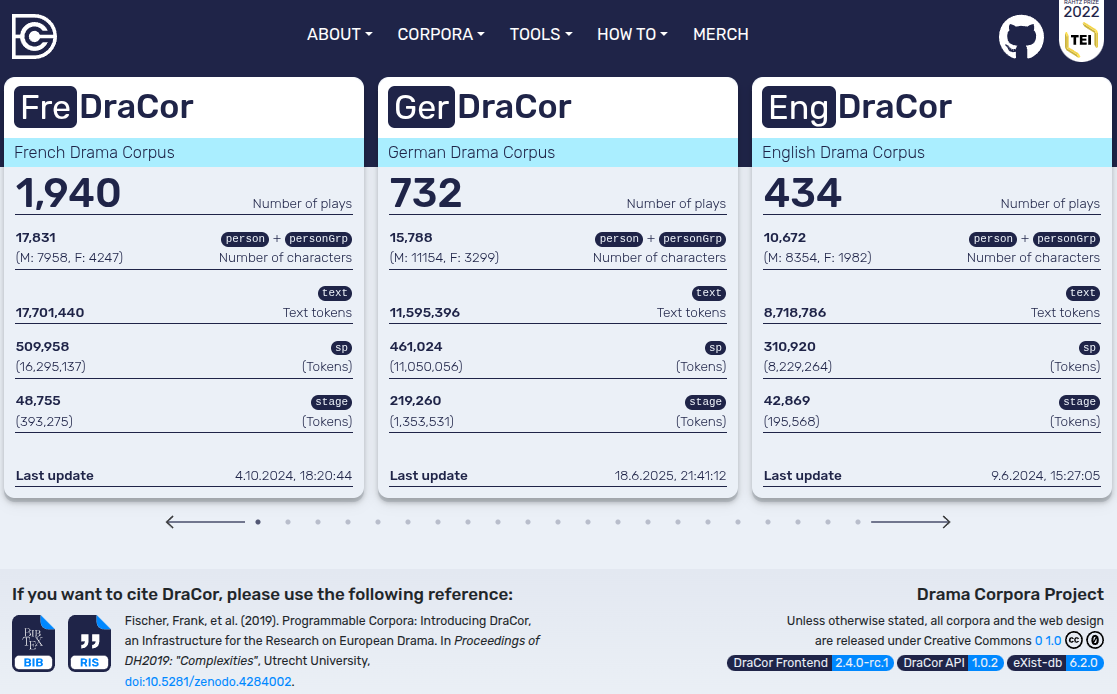 ABOUT CORPORA TOOLS HOW TO MERCH
RAHTZ PRIZE
2022
TEI
FreDraCor
French Drama Corpus
1,940 Number of plays
17,831 person + personGrp
(M: 7958, F: 4247) Number of characters
text
17,701,440 Text tokens
509,958 sp
(16,295,137) (Tokens)
48,755 stage
(393,275) (Tokens)
Last update 4.10.2024, 18:20:44
GerDraCor
German Drama Corpus
732 Number of plays
15,788 person + personGrp
(M: 11154, F: 3299) Number of characters
text
11,595,396 Text tokens
461,024 sp
(11,050,056) (Tokens)
219,260 stage
(1,353,531) (Tokens)
Last update 18.6.2025, 21:41:12
EngDraCor
English Drama Corpus
434 Number of plays
10,672 person + personGrp
(M: 8354, F: 1982) Number of characters
text
8,718,786 Text tokens
310,920 sp
(8,229,264) (Tokens)
42,869 stage
(195,568) (Tokens)
Last update 9.6.2024, 15:27:05
If you want to cite DraCor, please use the following reference:
BIBTEX
BIB
RIS
Fischer, Frank, et al. (2019). Programmable Corpora: Introducing DraCor,
an Infrastructure for the Research on European Drama. In Proceedings of
DH2019: "Complexities", Utrecht University,
doi:10.5281/zenodo.4284002.
Drama Corpora Project
Unless otherwise stated, all corpora and the web design
are released under Creative Commons 0 1.0 cc 0
DraCor Frontend 2.4.0-rc.1 DraCor API 1.0.2 eXist-db 6.2.0